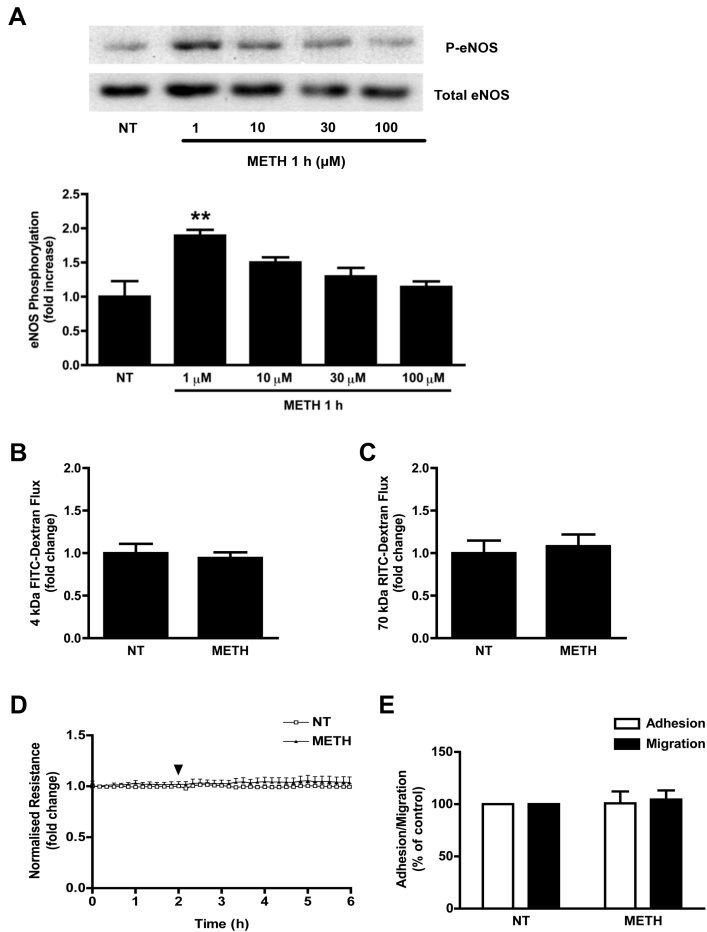 A
P-eNOS
Total eNOS
NT 1 10 30 100
METH 1 h (µM)
eNOS Phosphorylation
(fold increase)
2.5
2.0
1.5
1.0
0.5
0.0
**
NT 1 µM 10 µM 30 µM 100 µM
METH 1 h
B
4 kDa FITC-Dextran Flux
(fold change)
2.0
1.5
1.0
0.5
0.0
NT METH
C
70 kDa RITC-Dextran Flux
(fold change)
2.0
1.5
1.0
0.5
0.0
NT METH
D
NT
METH
Normalised Resistance
(fold change)
1.5
1.0
0.5
0.0
0 1 2 3 4 5 6
Time (h)
E
Adhesion
Migration
Adhesion/Migration
(% of control)
150
100
50
0
NT METH